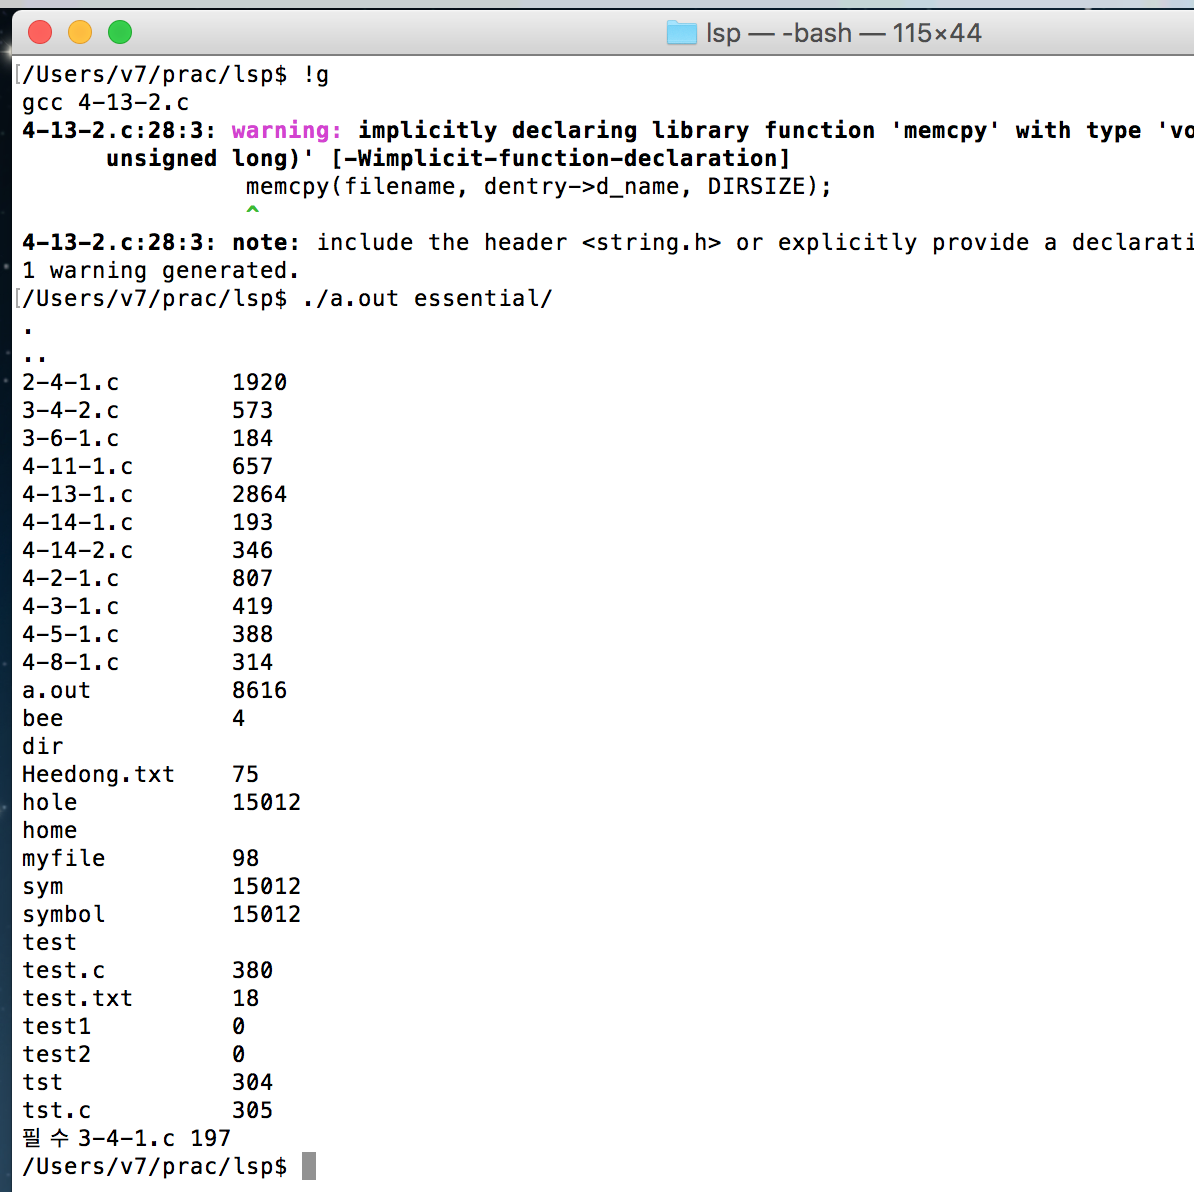 lsp — -bash — 115×44
/Users/v7/prac/lsp$ !g
gcc 4-13-2.c
4-13-2.c:28:3: warning: implicitly declaring library function 'memcpy' with type 'vo
unsigned long)' [-Wimplicit-function-declaration]
memcpy(filename, dentry->d_name, DIRSIZE);
^
4-13-2.c:28:3: note: include the header <string.h> or explicitly provide a declarati
1 warning generated.
/Users/v7/prac/lsp$ ./a.out essential/
.
..
2-4-1.c 1920
3-4-2.c 573
3-6-1.c 184
4-11-1.c 657
4-13-1.c 2864
4-14-1.c 193
4-14-2.c 346
4-2-1.c 807
4-3-1.c 419
4-5-1.c 388
4-8-1.c 314
a.out 8616
bee 4
dir
Heedong.txt 75
hole 15012
home
myfile 98
sym 15012
symbol 15012
test
test.c 380
test.txt 18
test1 0
test2 0
tst 304
tst.c 305
필수3-4-1.c 197
/Users/v7/prac/lsp$